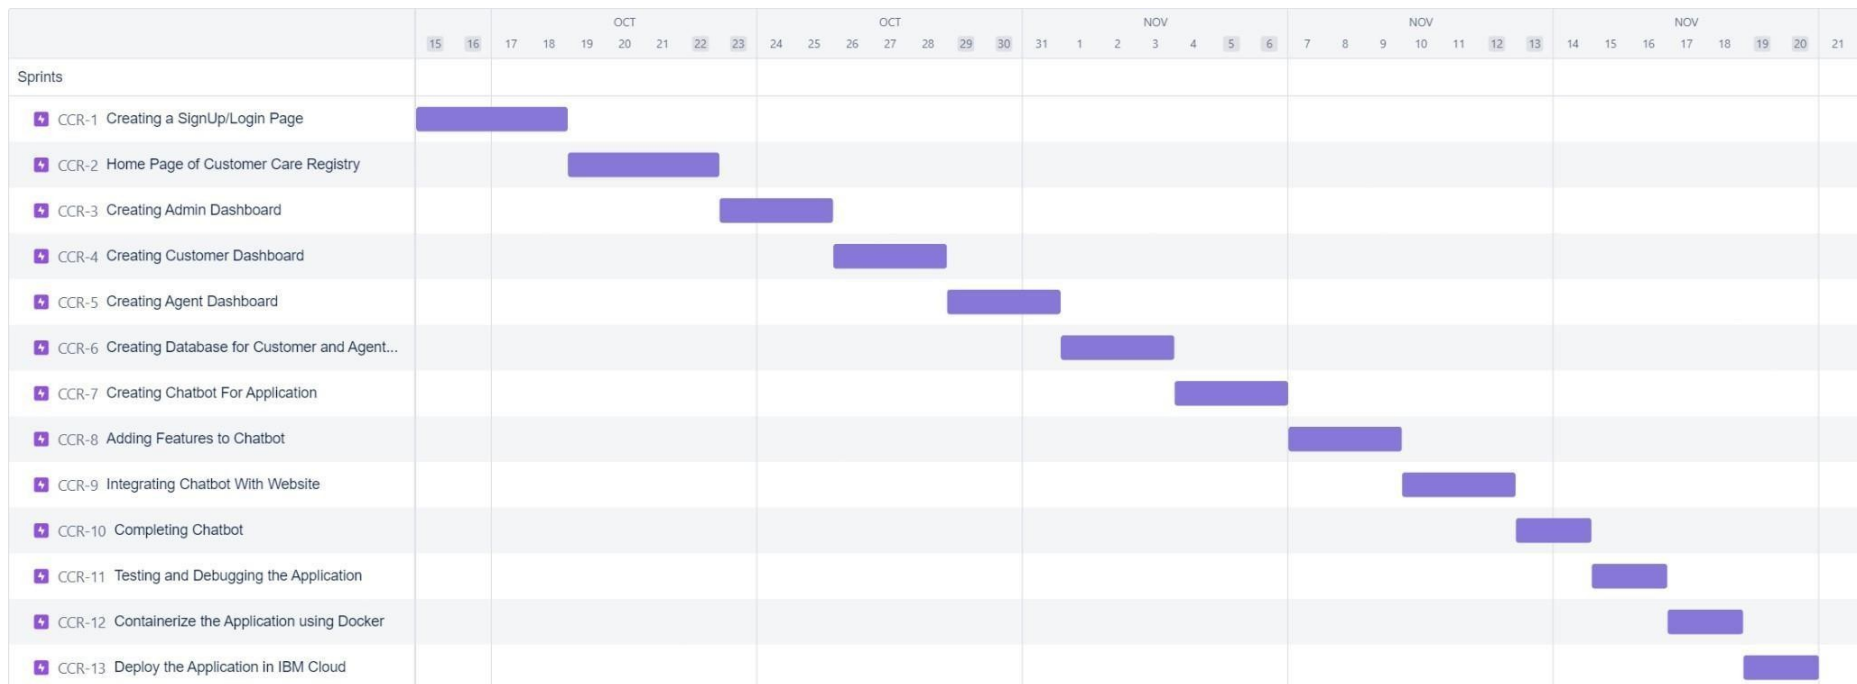 OCT OCT NOV NOV NOV
15 16 17 18 19 20 21 22 23 24 25 26 27 28 29 30 31 1 2 3 4 5 6 7 8 9 10 11 12 13 14 15 16 17 18 19 20 21
Sprints
CCR-1 Creating a SignUp/Login Page
CCR-2 Home Page of Customer Care Registry
CCR-3 Creating Admin Dashboard
CCR-4 Creating Customer Dashboard
CCR-5 Creating Agent Dashboard
CCR-6 Creating Database for Customer and Agent...
CCR-7 Creating Chatbot For Application
CCR-8 Adding Features to Chatbot
CCR-9 Integrating Chatbot With Website
CCR-10 Completing Chatbot
CCR-11 Testing and Debugging the Application
CCR-12 Containerize the Application using Docker
CCR-13 Deploy the Application in IBM Cloud